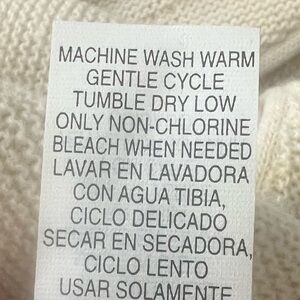 MACHINE WASH WARM
GENTLE CYCLE
TUMBLE DRY LOW
ONLY NON-CHLORINE
BLEACH WHEN NEEDED
LAVAR EN LAVADORA
CON AGUA TIBIA,
CICLO DELICADO
SECAR EN SECADORA,
CICLO LENTO
USAR SOLAMENTE